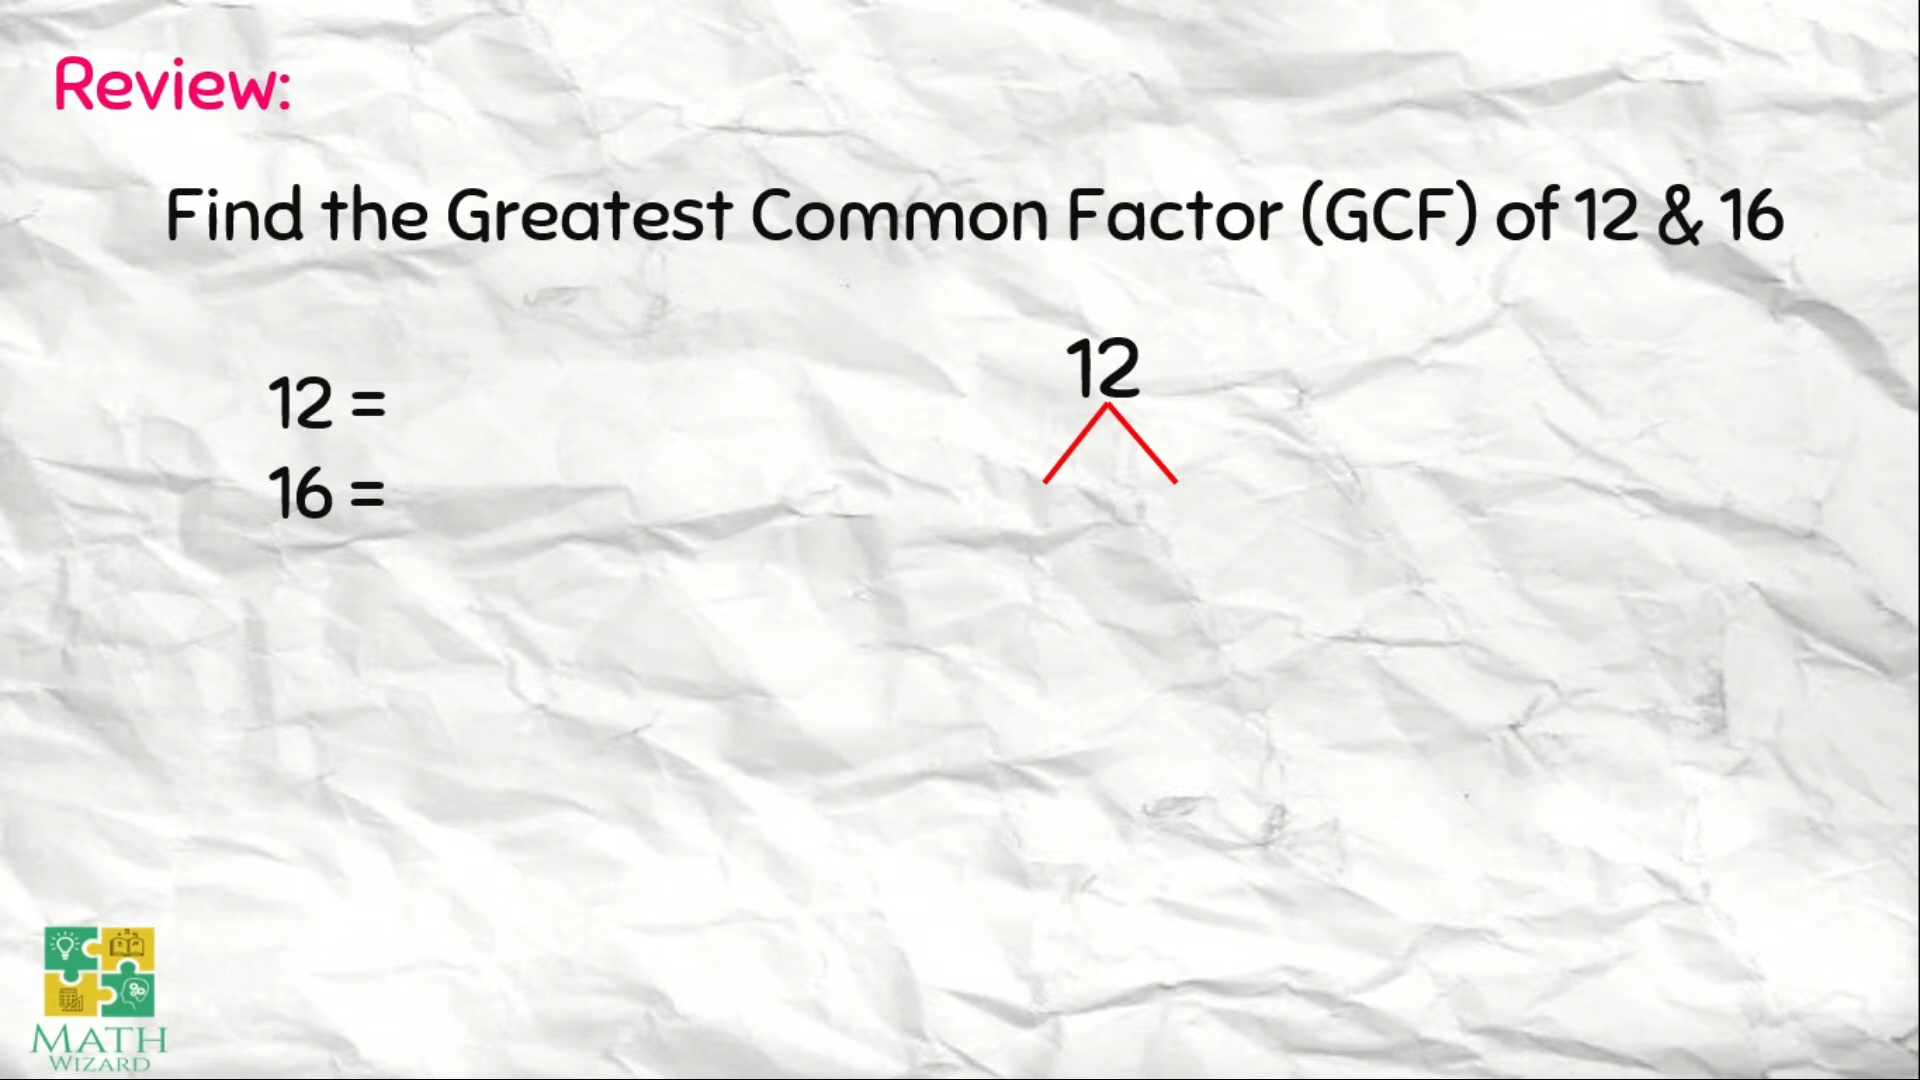 Review:
Find the Greatest Common Factor (GCF) of 12 & 16
12
12 =
16 =
MATH
WIZARD